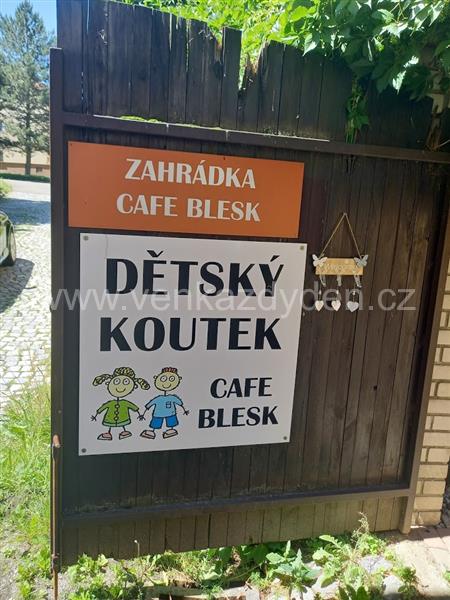 ZAHRÁDKA
CAFE BLESK
DĚTSKÝ
KOUTEK
CAFE
BLESK
www.venkazdyden.cz